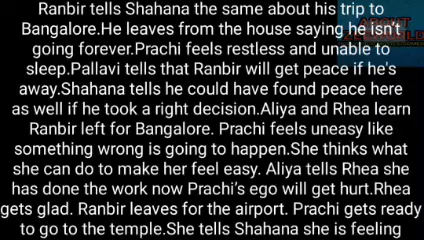 Ranbir tells Shahana the same about his trip to
Bangalore.He leaves from the house saying he isn't
going forever.Prachi feels restless and unable to
sleep.Pallavi tells that Ranbir will get peace if he's
away.Shahana tells he could have found peace here
as well if he took a right decision.Aliya and Rhea learn
Ranbir left for Bangalore. Prachi feels uneasy like
something wrong is going to happen.She thinks what
she can do to make her feel easy. Aliya tells Rhea she
has done the work now Prachi's ego will get hurt.Rhea
gets glad. Ranbir leaves for the airport. Prachi gets ready
to go to the temple.She tells Shahana she is feeling